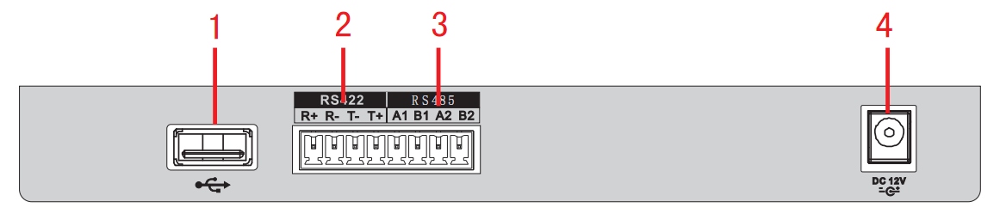 1 2 3 4
RS422 RS485
R+ R- T- T+ A1 B1 A2 B2
DC 12V